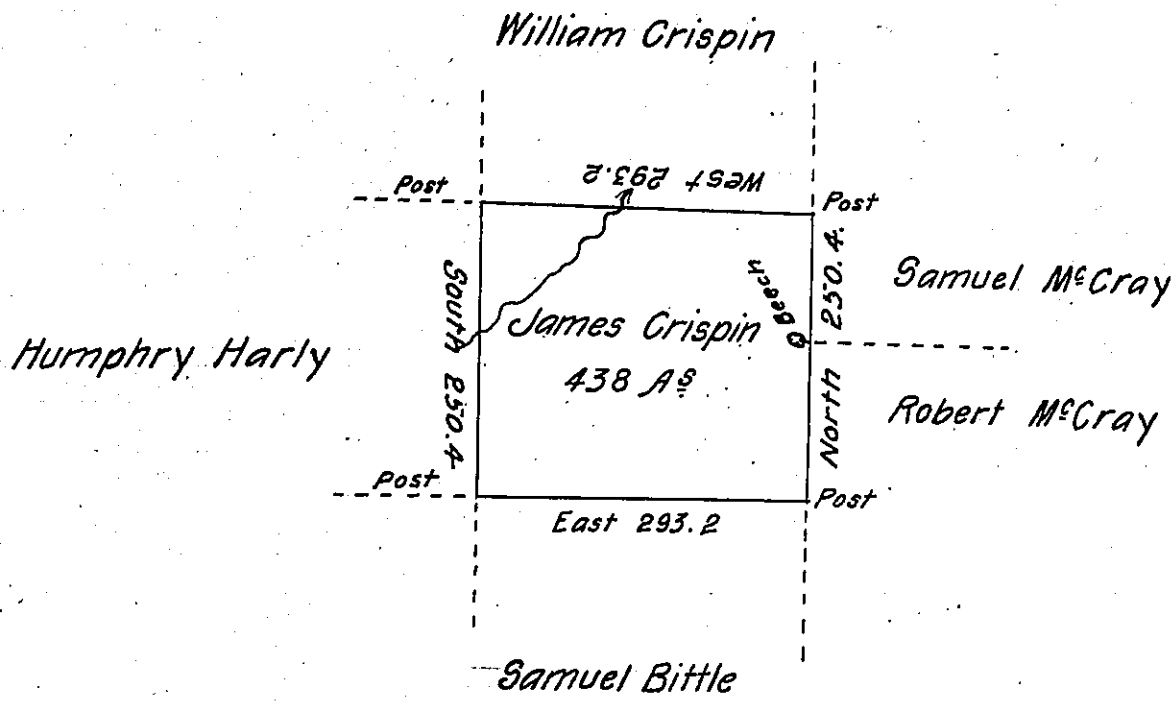 William Crispin
West 293.2
Post
Post
South 250.4
Beech
North 250.4.
Samuel McCray
James Crispin
Humphry Harly
438 As
Robert McCray
Post
Post
East 293.2
Samuel Bittle